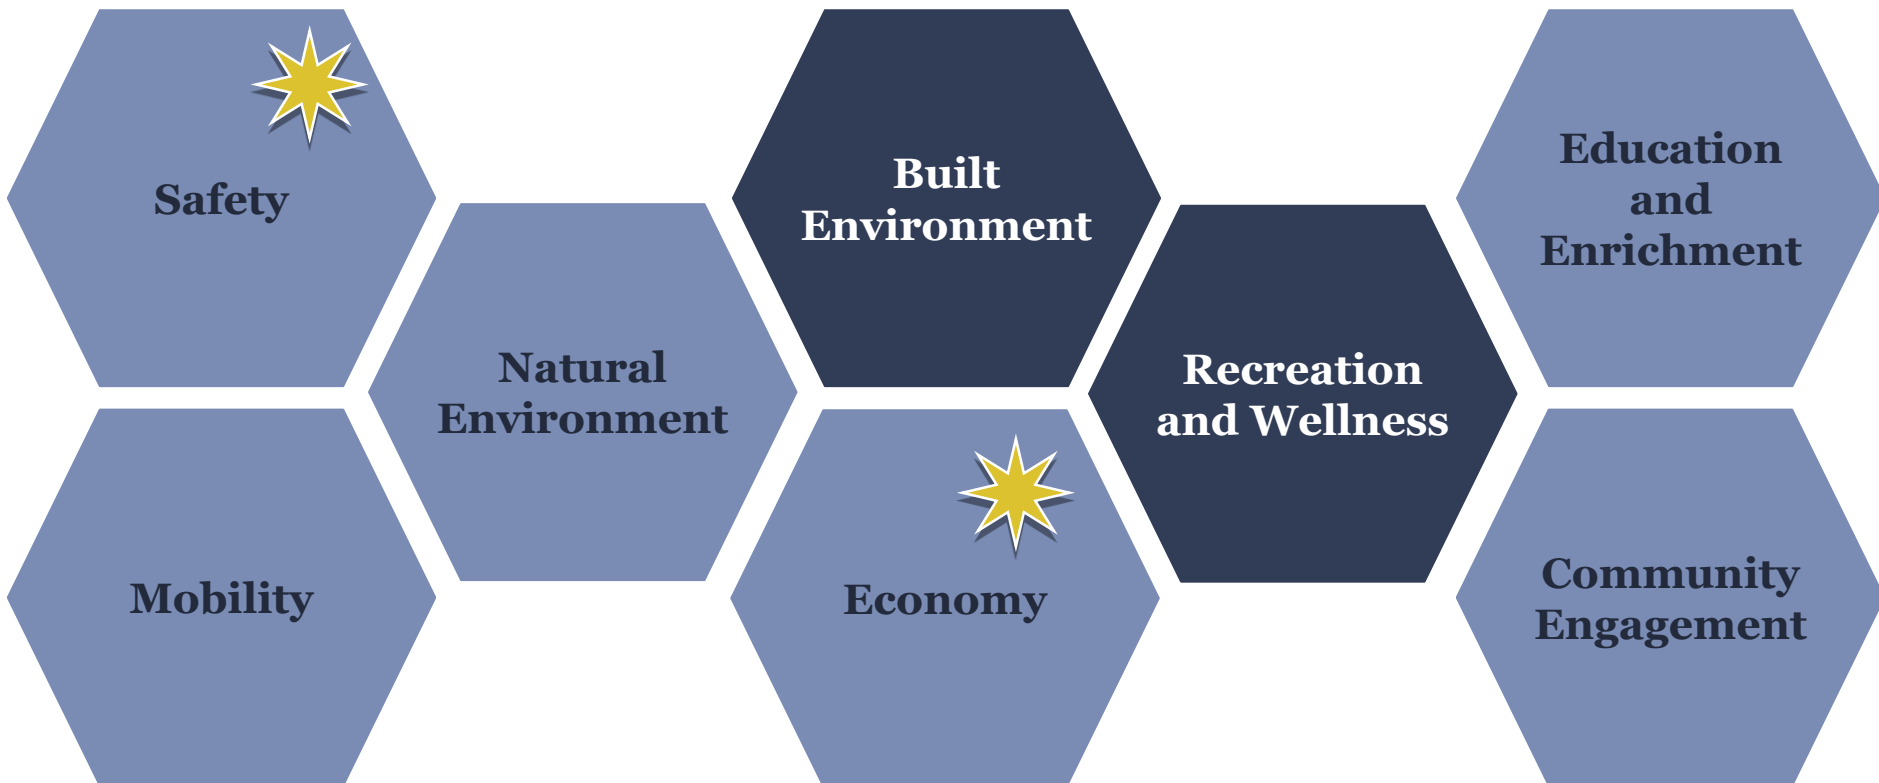 Safety
Mobility
Natural
Environment
Built
Environment
Economy
Recreation
and Wellness
Education
and
Enrichment
Community
Engagement